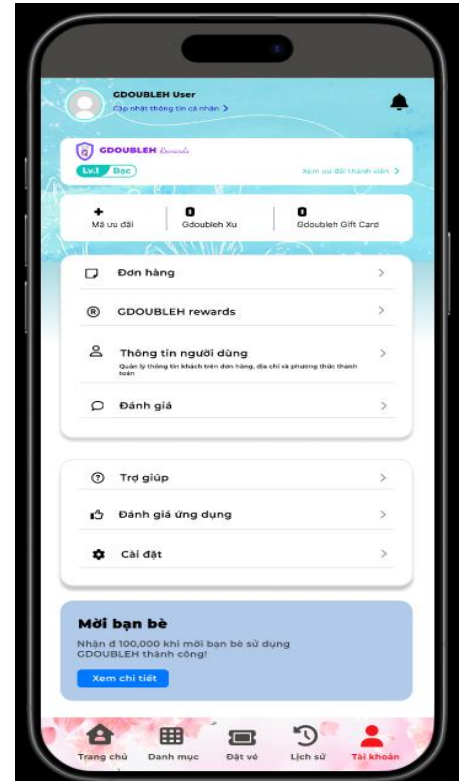 GDOUBLEH User
Cập nhật thông tin cá nhân >
GDOUBLEH Rewards
Lv.1 Bạc
Xem ưu đãi thành viên >
+ 0 0
Mã ưu đãi Gdoubleh Xu Gdoubleh Gift Card
Đơn hàng >
GDOUBLEH rewards >
Thông tin người dùng >
Quản lý thông tin khách trên đơn hàng, địa chỉ và phương thức thanh
toán
Đánh giá >
Trợ giúp >
Đánh giá ứng dụng >
Cài đặt >
Mời bạn bè
Nhận đ 100,000 khi mời bạn bè sử dụng
GDOUBLEH thành công!
Xem chi tiết
Trang chủ Danh mục Đặt vé Lịch sử Tài khoản